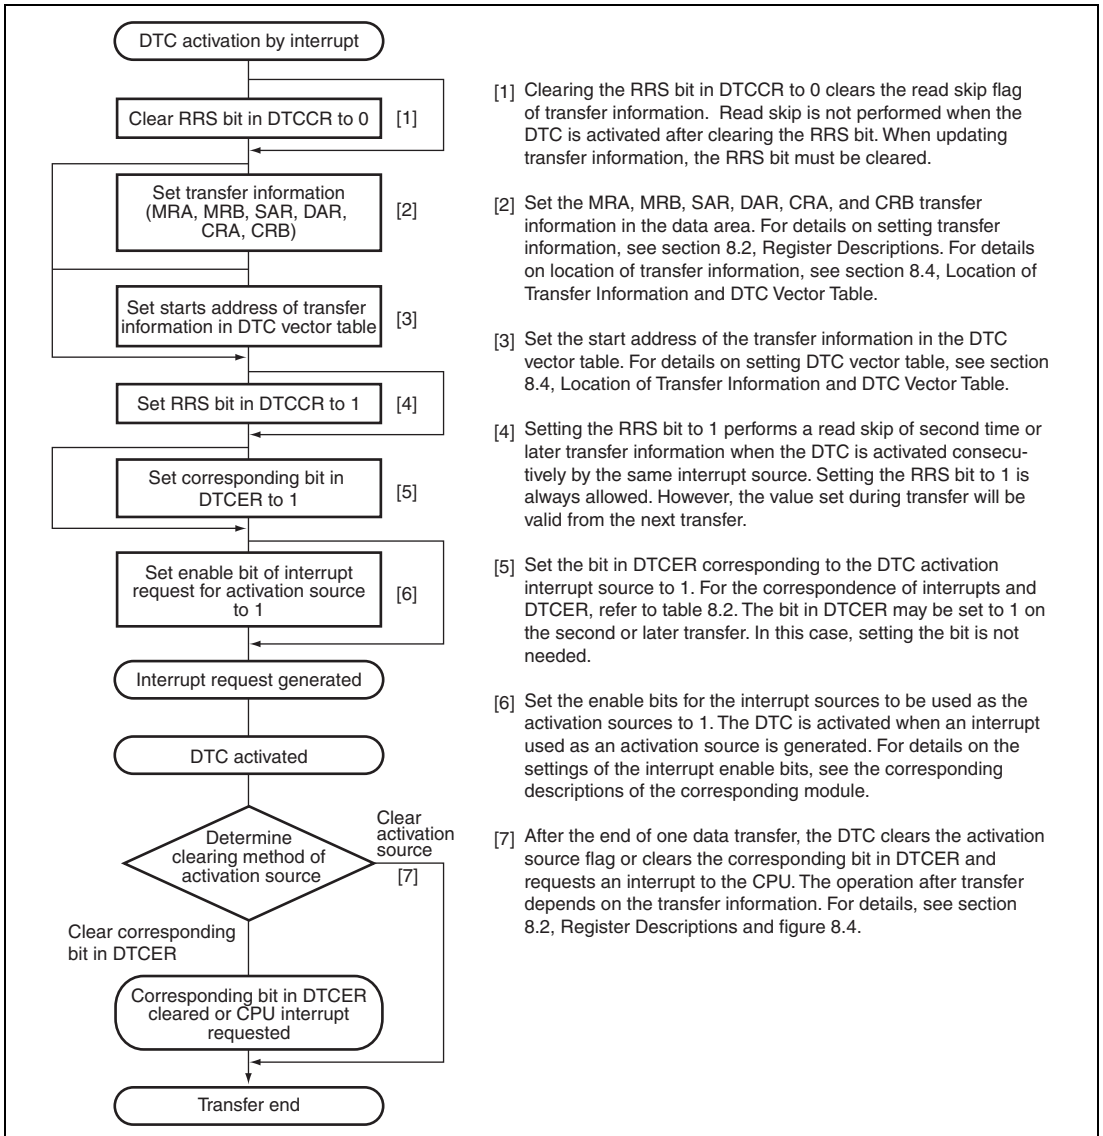 DTC activation by interrupt
Clear RRS bit in DTCCR to 0
[1]
Set transfer information
(MRA, MRB, SAR, DAR,
CRA, CRB)
[2]
Set starts address of transfer
information in DTC vector table
[3]
Set RRS bit in DTCCR to 1
[4]
Set corresponding bit in
DTCER to 1
[5]
Set enable bit of interrupt
request for activation source
to 1
[6]
Interrupt request generated
DTC activated
Determine
clearing method of
activation source
Clear
activation
source
[7]
Clear corresponding
bit in DTCER
Corresponding bit in DTCER
cleared or CPU interrupt
requested
Transfer end
[1] Clearing the RRS bit in DTCCR to 0 clears the read skip flag
of transfer information. Read skip is not performed when the
DTC is activated after clearing the RRS bit. When updating
transfer information, the RRS bit must be cleared.
[2] Set the MRA, MRB, SAR, DAR, CRA, and CRB transfer
information in the data area. For details on setting transfer
information, see section 8.2, Register Descriptions. For details
on location of transfer information, see section 8.4, Location of
Transfer Information and DTC Vector Table.
[3] Set the start address of the transfer information in the DTC
vector table. For details on setting DTC vector table, see section
8.4, Location of Transfer Information and DTC Vector Table.
[4] Setting the RRS bit to 1 performs a read skip of second time or
later transfer information when the DTC is activated consecu-
tively by the same interrupt source. Setting the RRS bit to 1 is
always allowed. However, the value set during transfer will be
valid from the next transfer.
[5] Set the bit in DTCER corresponding to the DTC activation
interrupt source to 1. For the correspondence of interrupts and
DTCER, refer to table 8.2. The bit in DTCER may be set to 1 on
the second or later transfer. In this case, setting the bit is not
needed.
[6] Set the enable bits for the interrupt sources to be used as the
activation sources to 1. The DTC is activated when an interrupt
used as an activation source is generated. For details on the
settings of the interrupt enable bits, see the corresponding
descriptions of the corresponding module.
[7] After the end of one data transfer, the DTC clears the activation
source flag or clears the corresponding bit in DTCER and
requests an interrupt to the CPU. The operation after transfer
depends on the transfer information. For details, see section
8.2, Register Descriptions and figure 8.4.